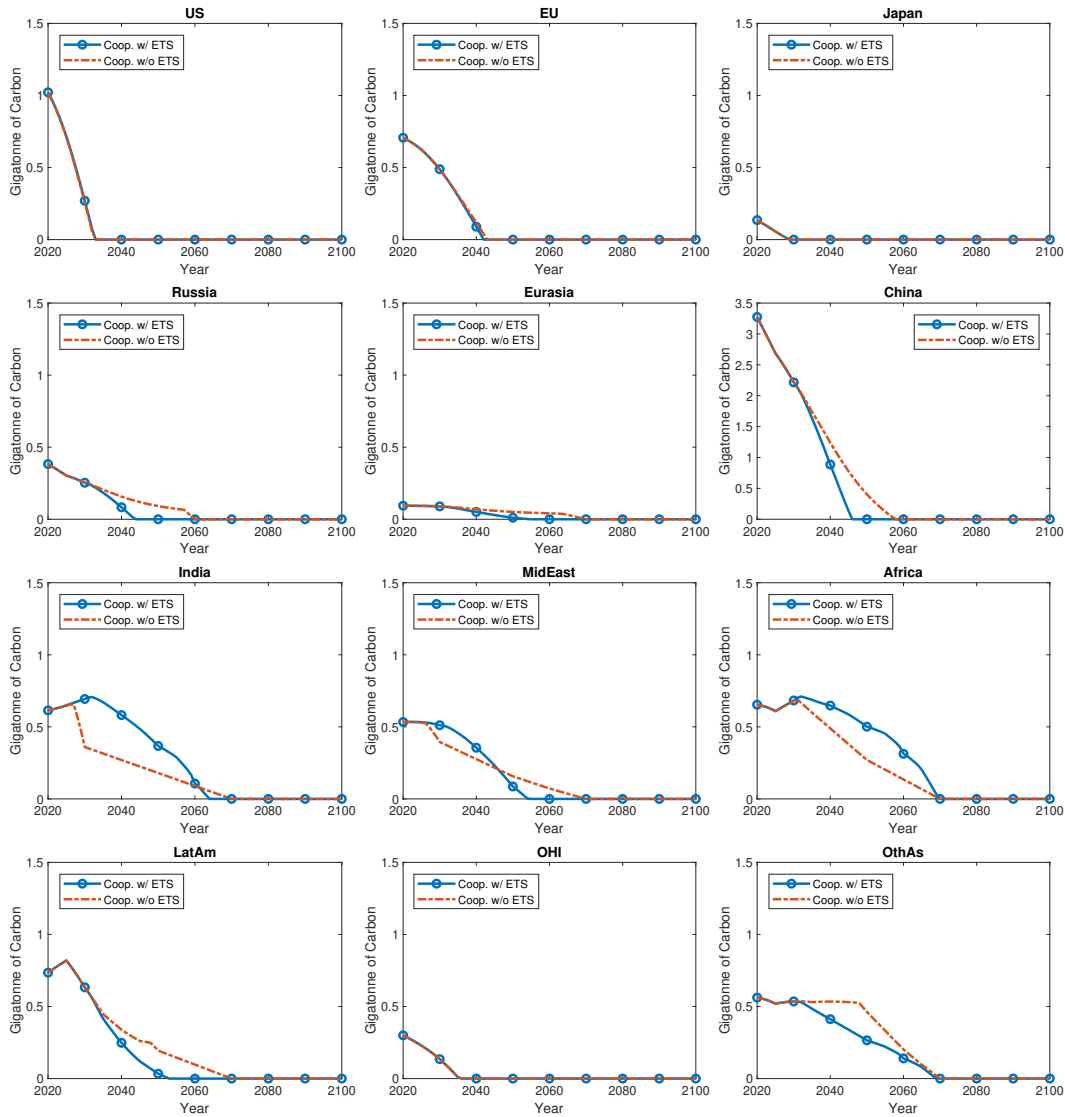 US
1.5
1
0.5
0
Gigatonne of Carbon
Coop. w/ ETS
Coop. w/o ETS
2020 2040 2060 2080 2100
Year
EU
1.5
1
0.5
0
Gigatonne of Carbon
Coop. w/ ETS
Coop. w/o ETS
2020 2040 2060 2080 2100
Year
Japan
1.5
1
0.5
0
Gigatonne of Carbon
Coop. w/ ETS
Coop. w/o ETS
2020 2040 2060 2080 2100
Year
Russia
1.5
1
0.5
0
Gigatonne of Carbon
Coop. w/ ETS
Coop. w/o ETS
2020 2040 2060 2080 2100
Year
Eurasia
1.5
1
0.5
0
Gigatonne of Carbon
Coop. w/ ETS
Coop. w/o ETS
2020 2040 2060 2080 2100
Year
China
3.5
3
2.5
2
1.5
1
0.5
0
Gigatonne of Carbon
Coop. w/ ETS
Coop. w/o ETS
2020 2040 2060 2080 2100
Year
India
1.5
1
0.5
0
Gigatonne of Carbon
Coop. w/ ETS
Coop. w/o ETS
2020 2040 2060 2080 2100
Year
MidEast
1.5
1
0.5
0
Gigatonne of Carbon
Coop. w/ ETS
Coop. w/o ETS
2020 2040 2060 2080 2100
Year
Africa
1.5
1
0.5
0
Gigatonne of Carbon
Coop. w/ ETS
Coop. w/o ETS
2020 2040 2060 2080 2100
Year
LatAm
1.5
1
0.5
0
Gigatonne of Carbon
Coop. w/ ETS
Coop. w/o ETS
2020 2040 2060 2080 2100
Year
OHI
1.5
1
0.5
0
Gigatonne of Carbon
Coop. w/ ETS
Coop. w/o ETS
2020 2040 2060 2080 2100
Year
OthAs
1.5
1
0.5
0
Gigatonne of Carbon
Coop. w/ ETS
Coop. w/o ETS
2020 2040 2060 2080 2100
Year